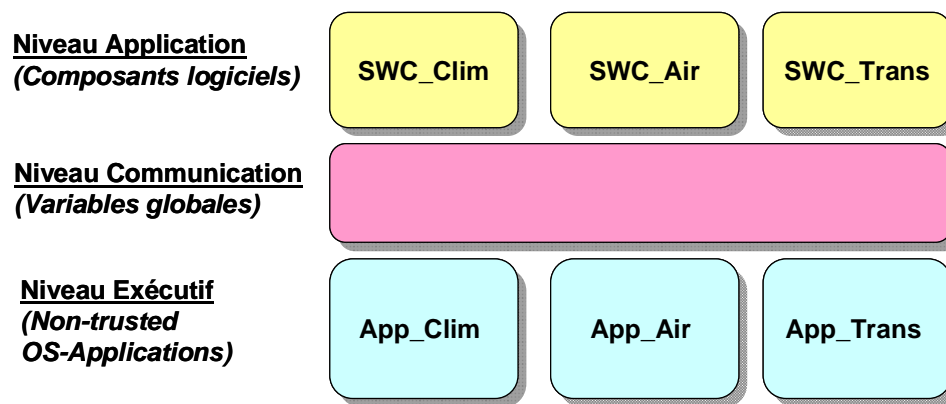 Niveau Application
(Composants logiciels)
SWC_Clim
SWC_Air
SWC_Trans
Niveau Communication
(Variables globales)
Niveau Exécutif
(Non-trusted
OS-Applications)
App_Clim
App_Air
App_Trans